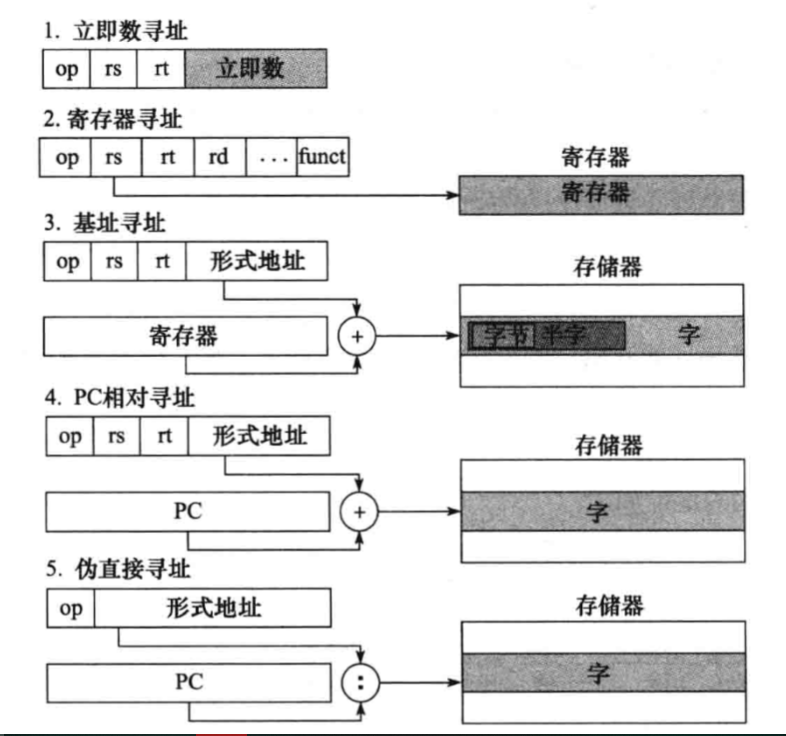 1. 立即数寻址
op rs rt 立即数
2. 寄存器寻址
op rs rt rd ... funct
寄存器
寄存器
3. 基址寻址
op rs rt 形式地址
存储器
寄存器 + 字节 半字 字
4. PC相对寻址
op rs rt 形式地址
存储器
PC + 字
5. 伪直接寻址
op 形式地址
存储器
PC : 字